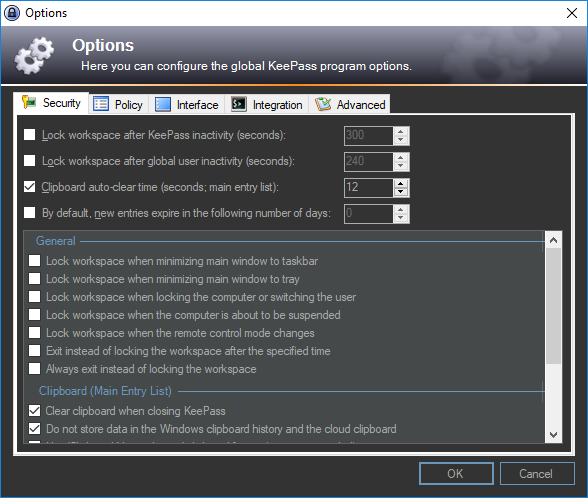 Options
Options
Here you can configure the global KeePass program options.
Security Policy Interface Integration Advanced
Lock workspace after KeePass inactivity (seconds): 300
Lock workspace after global user inactivity (seconds): 240
Clipboard auto-clear time (seconds; main entry list): 12
By default, new entries expire in the following number of days: 0
General
Lock workspace when minimizing main window to taskbar
Lock workspace when minimizing main window to tray
Lock workspace when locking the computer or switching the user
Lock workspace when the computer is about to be suspended
Lock workspace when the remote control mode changes
Exit instead of locking the workspace after the specified time
Always exit instead of locking the workspace
Clipboard (Main Entry List)
Clear clipboard when closing KeePass
Do not store data in the Windows clipboard history and the cloud clipboard
OK Cancel